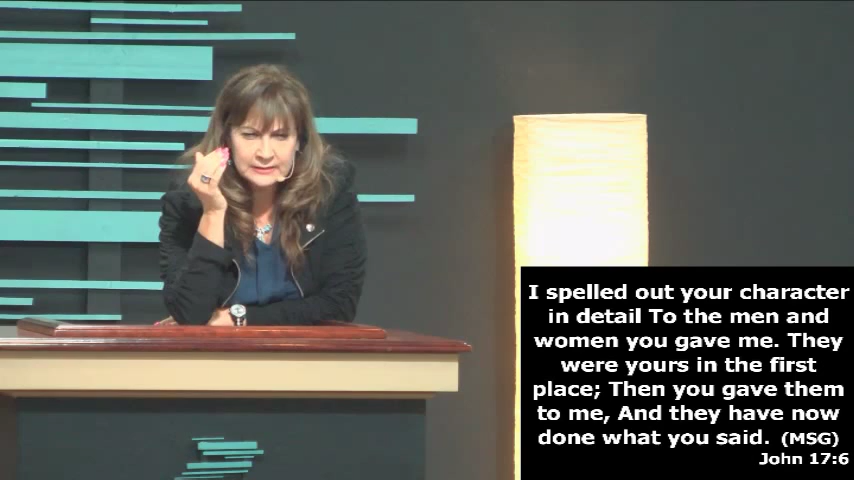 I spelled out your character
in detail To the men and
women you gave me. They
were yours in the first
place; Then you gave them
to me, And they have now
done what you said. (MSG)
John 17:6